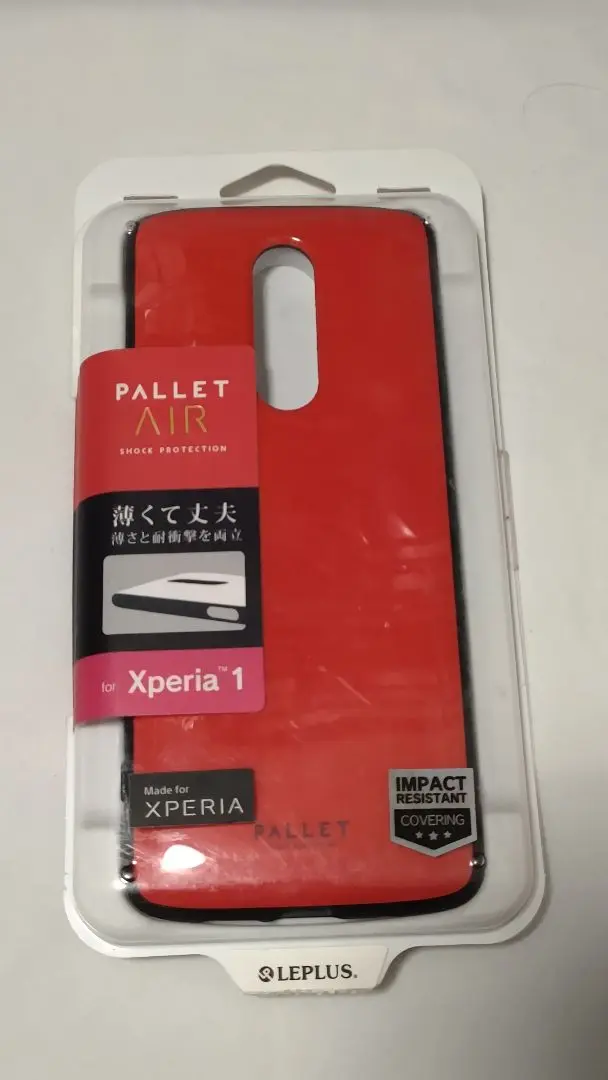 PALLET
AIR
SHOCK PROTECTION
薄くて丈夫
薄さと耐衝撃を両立
for Xperia™ 1
Made for
XPERIA
IMPACT
RESISTANT
COVERING
PALLET
LEPLUS®